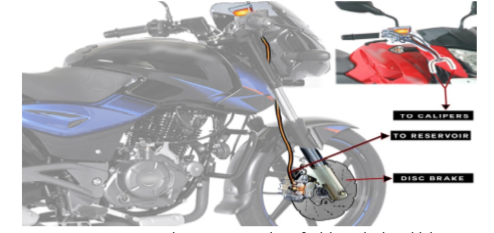 TO CALIPERS
TO RESERVOIR
DISC BRAKE